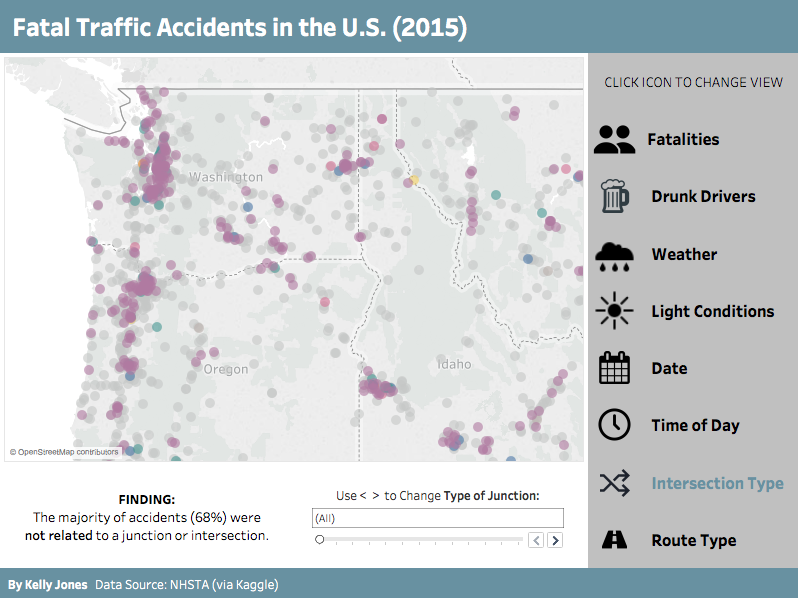 Fatal Traffic Accidents in the U.S. (2015)
CLICK ICON TO CHANGE VIEW
Fatalities
Washington
Drunk Drivers
Weather
Light Conditions
Oregon
Idaho
Date
Time of Day
© OpenStreetMap contributors
Intersection Type
Route Type
FINDING:
The majority of accidents (68%) were
not related to a junction or intersection.
Use < > to Change Type of Junction:
(All)
< >
By Kelly Jones Data Source: NHSTA (via Kaggle)